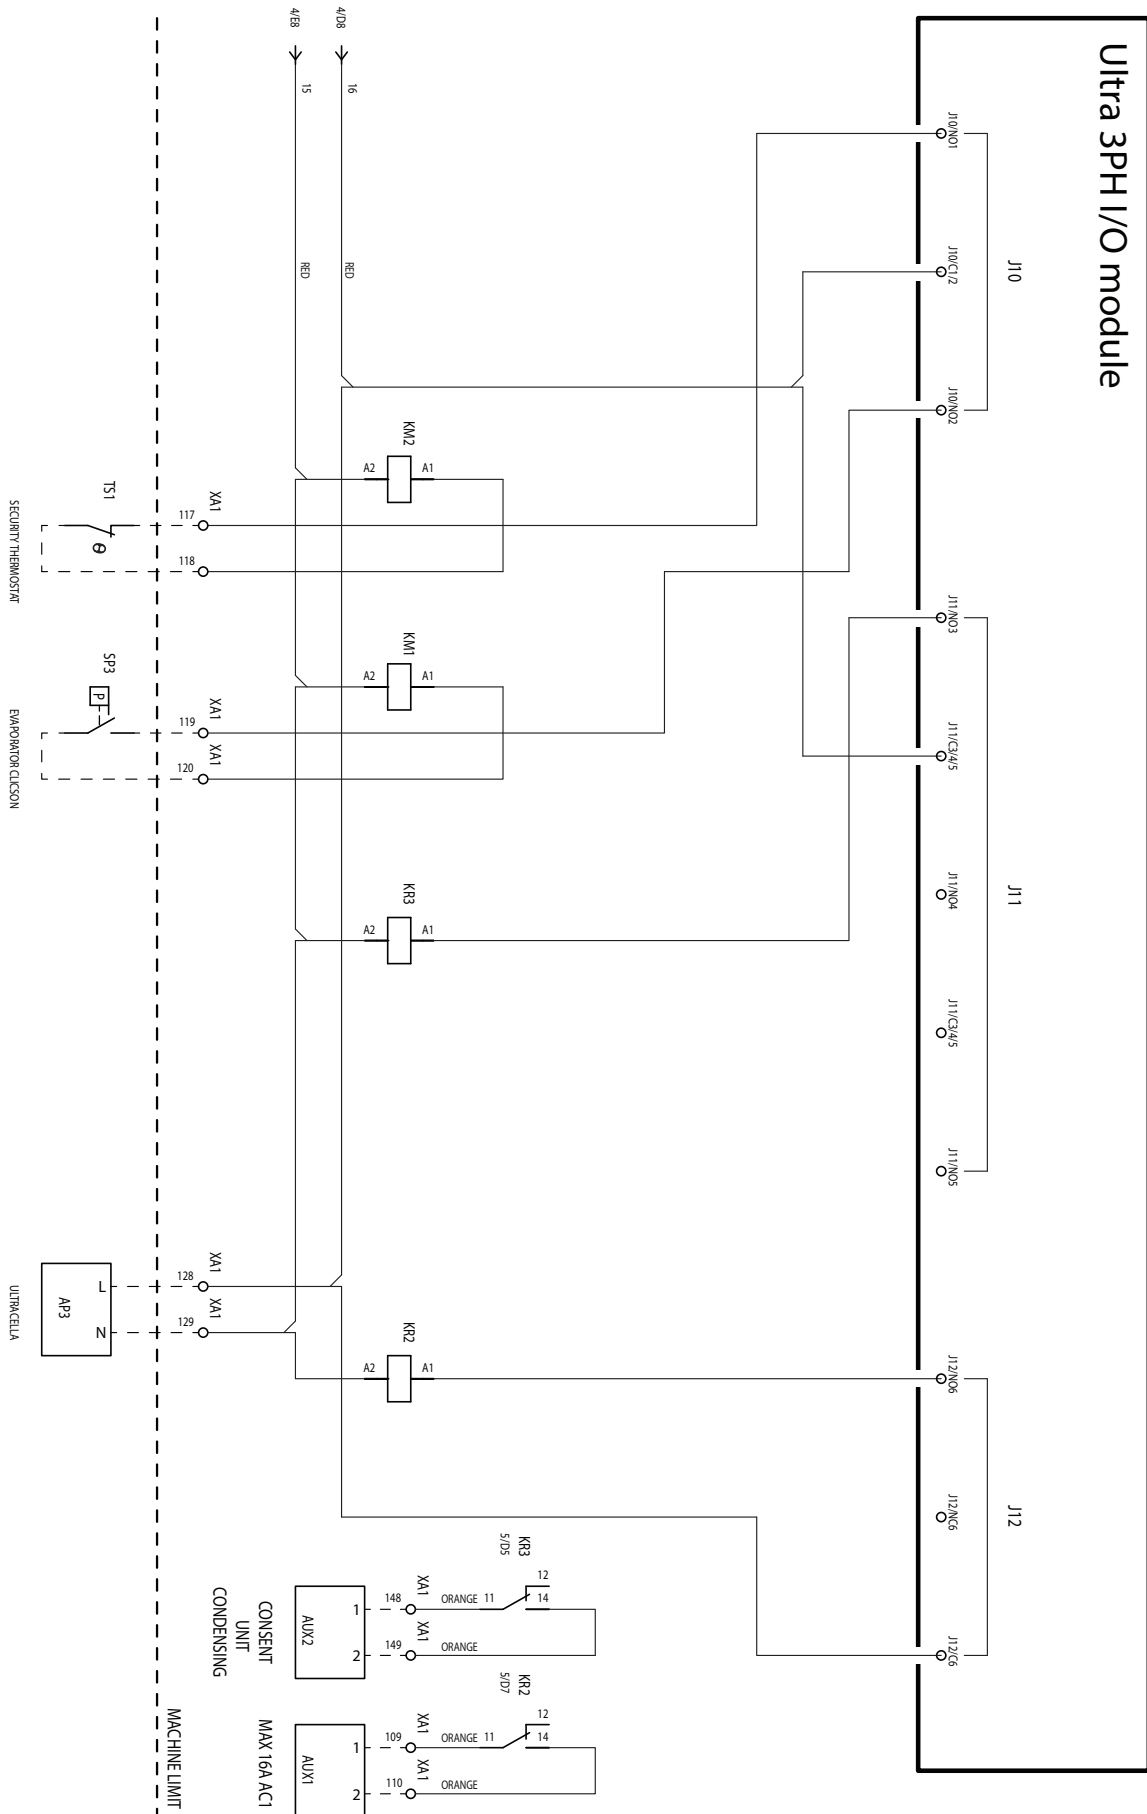 Ultra 3PH I/O module
J10
J11
J12
J10/NO1
J10/C1/2
J10/NO2
J11/NO3
J11/C3/4/5
J11/NO4
J11/C3/4/5
J11/NO5
J12/NO6
J12/NC6
J12/C6
4/E8
4/D8
15
16
RED
RED
KM2
A2
A1
KM1
A2
A1
KR3
A2
A1
KR2
A2
A1
TS1
XA1
117
118
θ
SECURITY THERMOSTAT
SP3
P
XA1
119
XA1
120
EVAPORATOR CLICSON
XA1
128
XA1
129
L
N
AP3
ULTRACELLA
KR3
5/D5
12
14
11
ORANGE
XA1
148
XA1
149
ORANGE
1
2
AUX2
CONSENT
UNIT
CONDENSING
KR2
5/D7
12
14
11
ORANGE
XA1
109
XA1
110
ORANGE
1
2
AUX1
MAX 16A AC1
MACHINE LIMIT